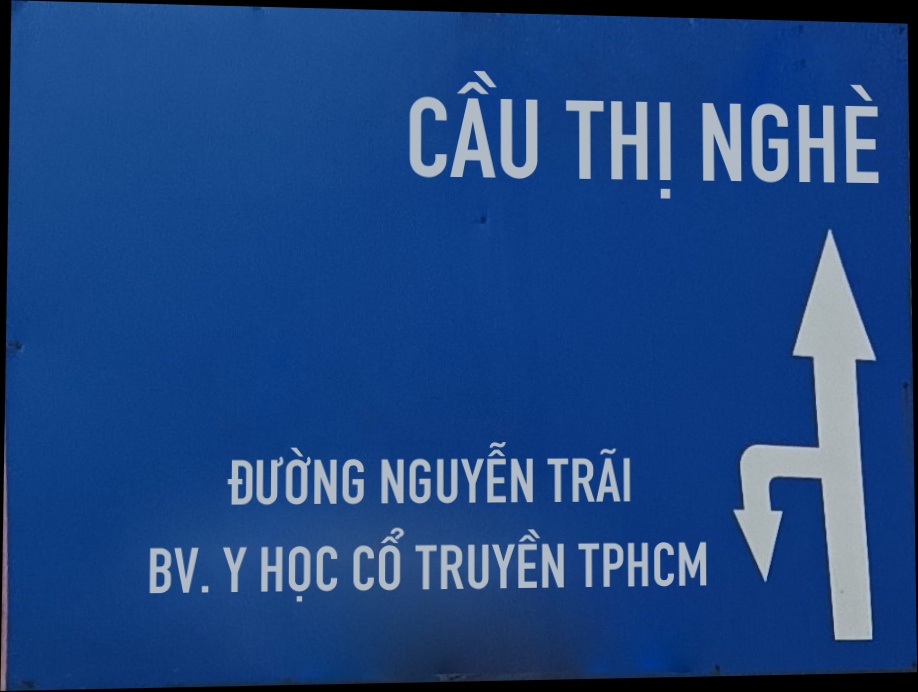 CẦU THỊ NGHÈ
ĐƯỜNG NGUYỄN TRÃI
BV. Y HỌC CỔ TRUYỀN TPHCM